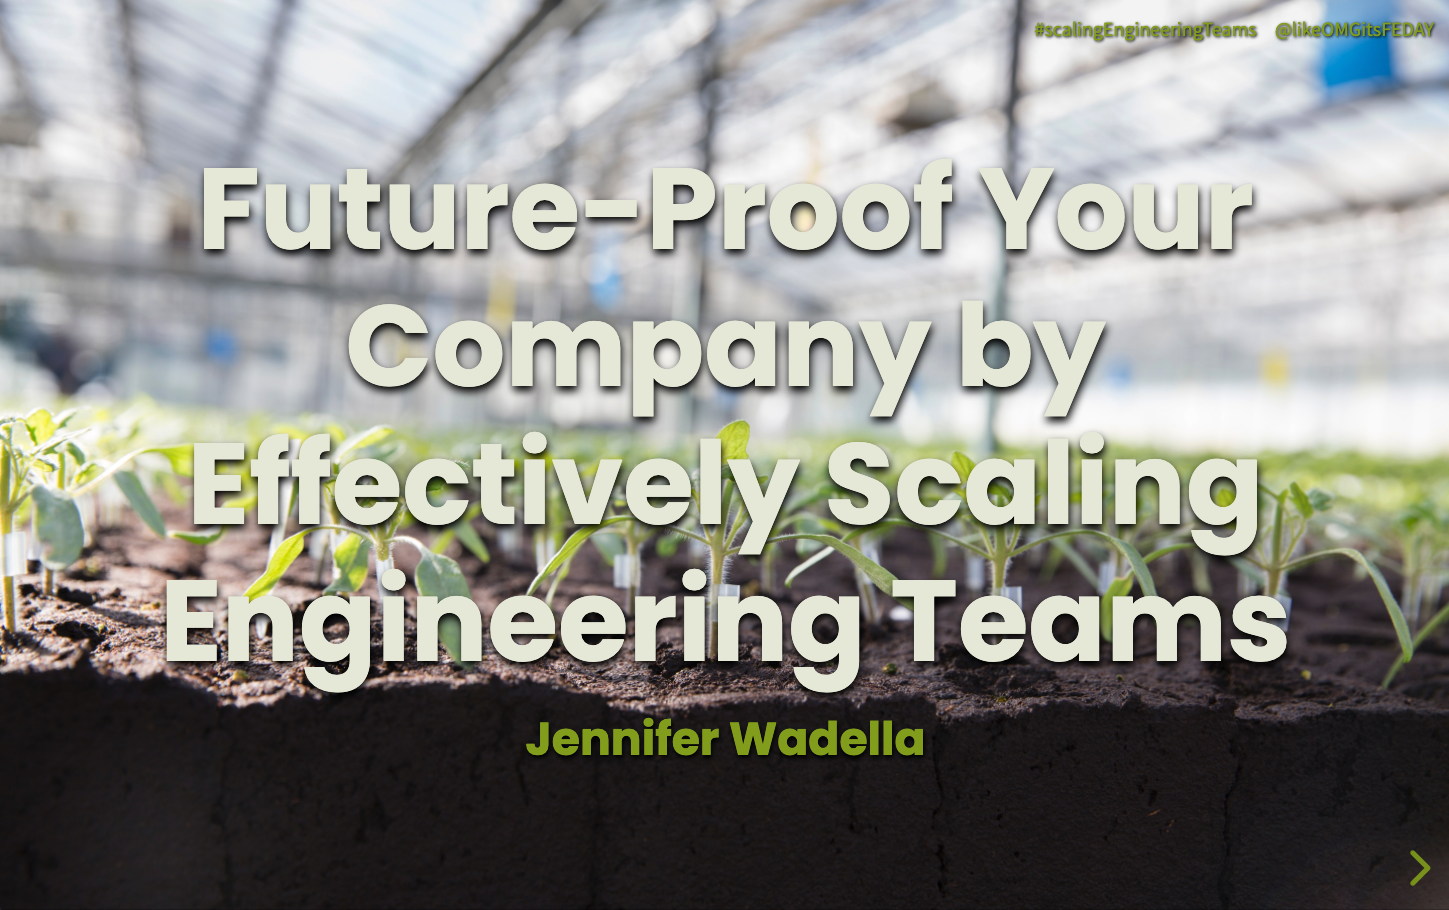 #scalingEngineeringTeams @likeOMGitsFEDAY
Future-Proof Your
Company by
Effectively Scaling
Engineering Teams
Jennifer Wadella